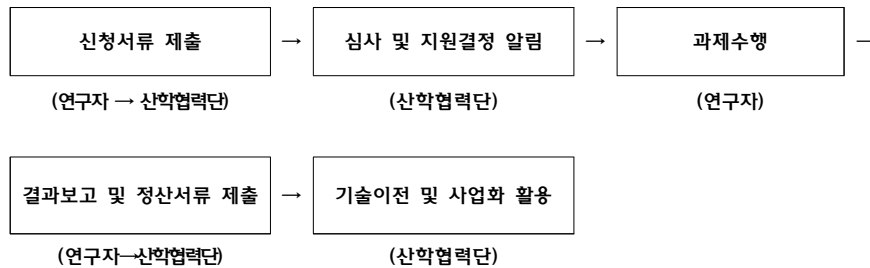 신청서류 제출 → 심사 및 지원결정 알림 → 과제수행 →
(연구자 → 산학협력단) (산학협력단) (연구자)
결과보고 및 정산서류 제출 → 기술이전 및 사업화 활용
(연구자→산학협력단) (산학협력단)